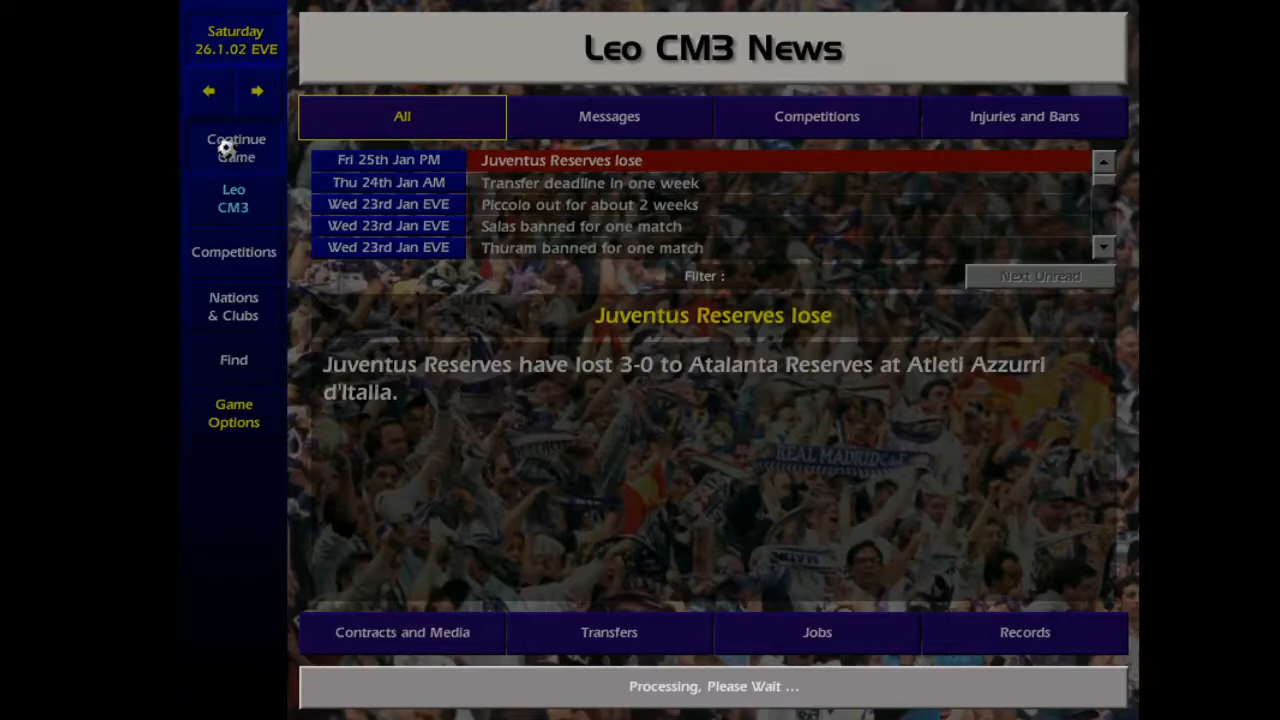 Saturday
26.1.02 EVE
Continue
Game
Leo
CM3
Competitions
Nations
& Clubs
Find
Game
Options
Leo CM3 News
All
Messages
Competitions
Injuries and Bans
Fri 25th Jan PM Juventus Reserves lose
Thu 24th Jan AM Transfer deadline in one week
Wed 23rd Jan EVE Piccolo out for about 2 weeks
Wed 23rd Jan EVE Salas banned for one match
Wed 23rd Jan EVE Thuram banned for one match
Filter :
Next Unread
Juventus Reserves lose
Juventus Reserves have lost 3-0 to Atalanta Reserves at Atleti Azzurri
d'Italia.
REAL MADRID C.F.
Contracts and Media
Transfers
Jobs
Records
Processing, Please Wait ...